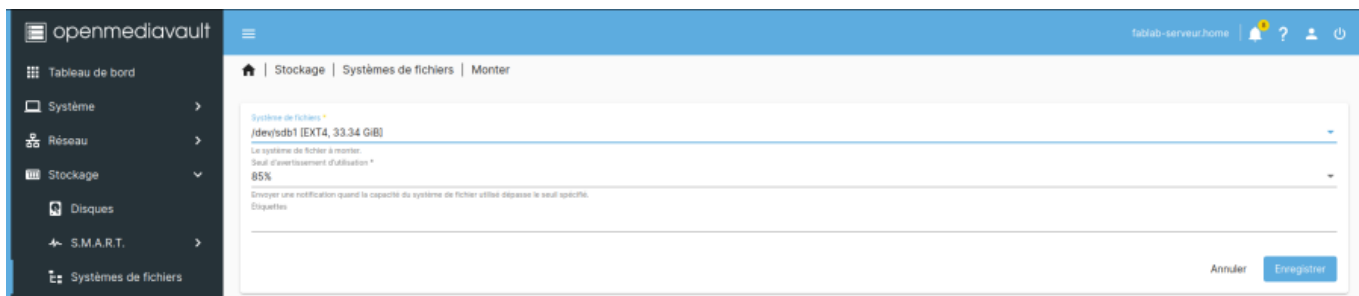 openmediavault
fablab-serveur.home
Tableau de bord
Stockage | Systèmes de fichiers | Monter
Système
Réseau
Stockage
Disques
S.M.A.R.T.
Systèmes de fichiers
Système de fichiers *
/dev/sdb1 [EXT4, 33.34 GiB]
Le système de fichier à monter.
Seuil d'avertissement d'utilisation *
85%
Envoyer une notification quand la capacité du système de fichier utilisé dépasse le seuil spécifié.
Étiquettes
Annuler
Enregistrer